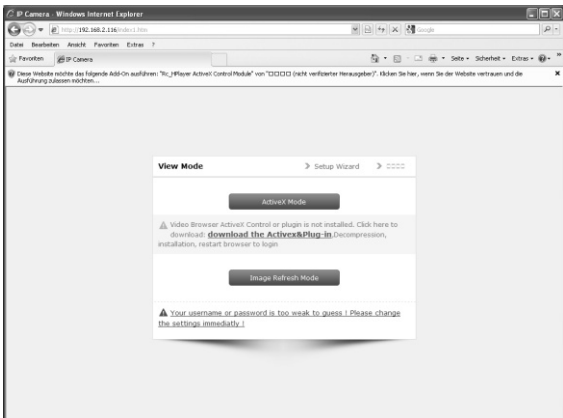 IP Camera - Windows Internet Explorer
http://192.168.2.116/index1.htm
Google
Datei Bearbeiten Ansicht Favoriten Extras ?
Favoriten IP Camera Seite Sicherheit Extras
Diese Website möchte das folgende Add-On ausführen: "Rc_HPlayer ActiveX Control Module" von "□□□□ (nicht verifizierter Herausgeber)". Klicken Sie hier, wenn Sie der Website vertrauen und die
Ausführung zulassen möchten...
View Mode Setup Wizard
ActiveX Mode
Video Browser ActiveX Control or plugin is not installed. Click here to
download: download the Activex&Plug-in.Decompression,
installation, restart browser to login
Image Refresh Mode
Your username or password is too weak to guess ! Please change
the settings immediatly !